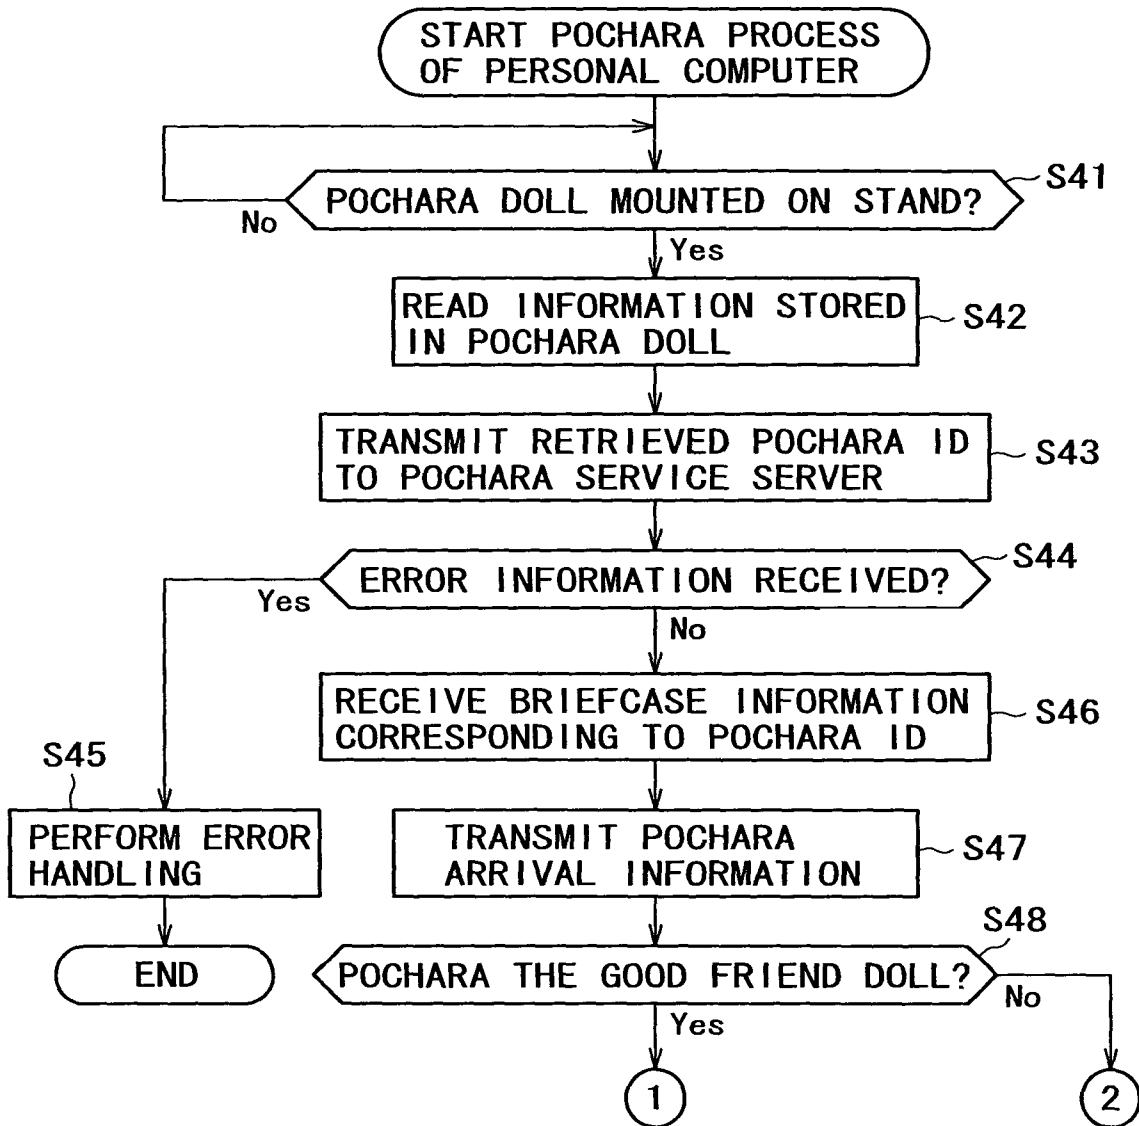 START POCHARA PROCESS
OF PERSONAL COMPUTER
POCHARA DOLL MOUNTED ON STAND?
S41
No
Yes
READ INFORMATION STORED
IN POCHARA DOLL
S42
TRANSMIT RETRIEVED POCHARA ID
TO POCHARA SERVICE SERVER
S43
ERROR INFORMATION RECEIVED?
S44
Yes
No
RECEIVE BRIEFCASE INFORMATION
CORRESPONDING TO POCHARA ID
S46
S45
PERFORM ERROR
HANDLING
TRANSMIT POCHARA
ARRIVAL INFORMATION
S47
END
POCHARA THE GOOD FRIEND DOLL?
S48
No
Yes
1
2